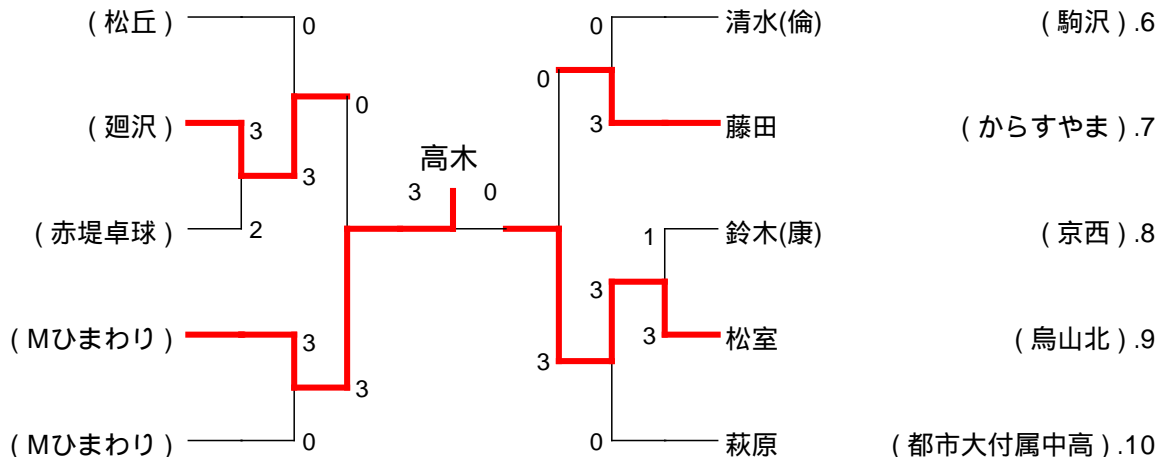 (松丘) 0 0 清水(倫) (駒沢).6
0 0
(廻沢) 3 3 藤田 (からすやま).7
高木
3 3 0
(赤堤卓球) 2 1 鈴木(康) (京西).8
3
(Mひまわり) 3 3 松室 (烏山北).9
3 3
(Mひまわり) 0 0 萩原 (都市大付属中高).10